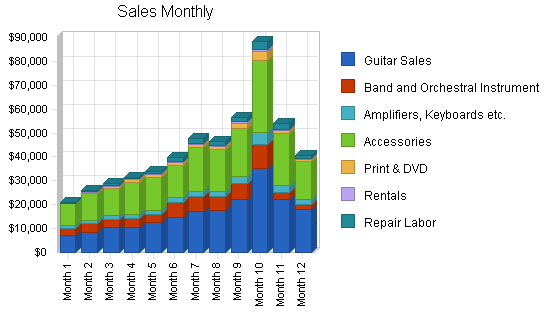 Sales Monthly
$90,000
$80,000
$70,000
$60,000
$50,000
$40,000
$30,000
$20,000
$10,000
$0
Month 1
Month 2
Month 3
Month 4
Month 5
Month 6
Month 7
Month 8
Month 9
Month 10
Month 11
Month 12
Guitar Sales
Band and Orchestral Instrument
Amplifiers, Keyboards etc.
Accessories
Print & DVD
Rentals
Repair Labor